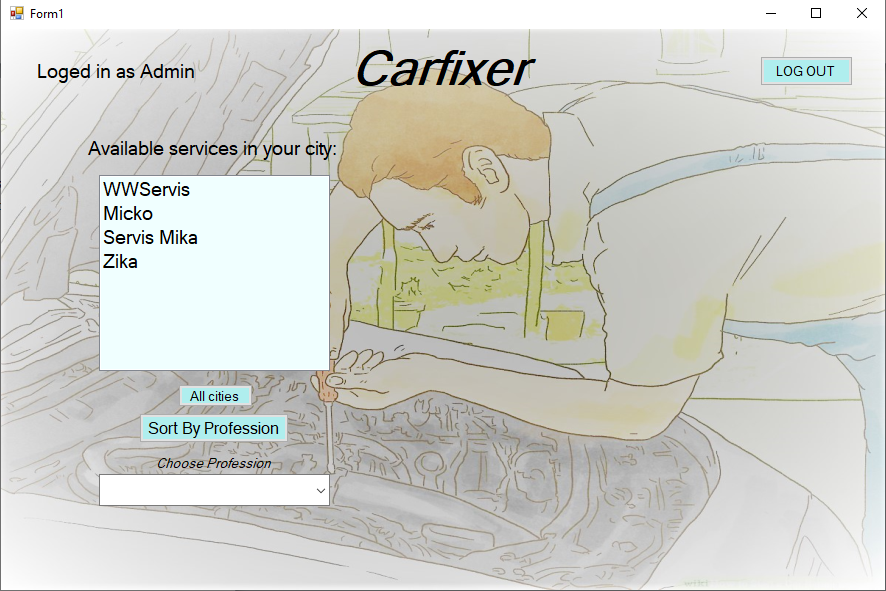 Form1
Loged in as Admin
Carfixer
LOG OUT
Available services in your city:
WWServis
Micko
Servis Mika
Zika
All cities
Sort By Profession
Choose Profession